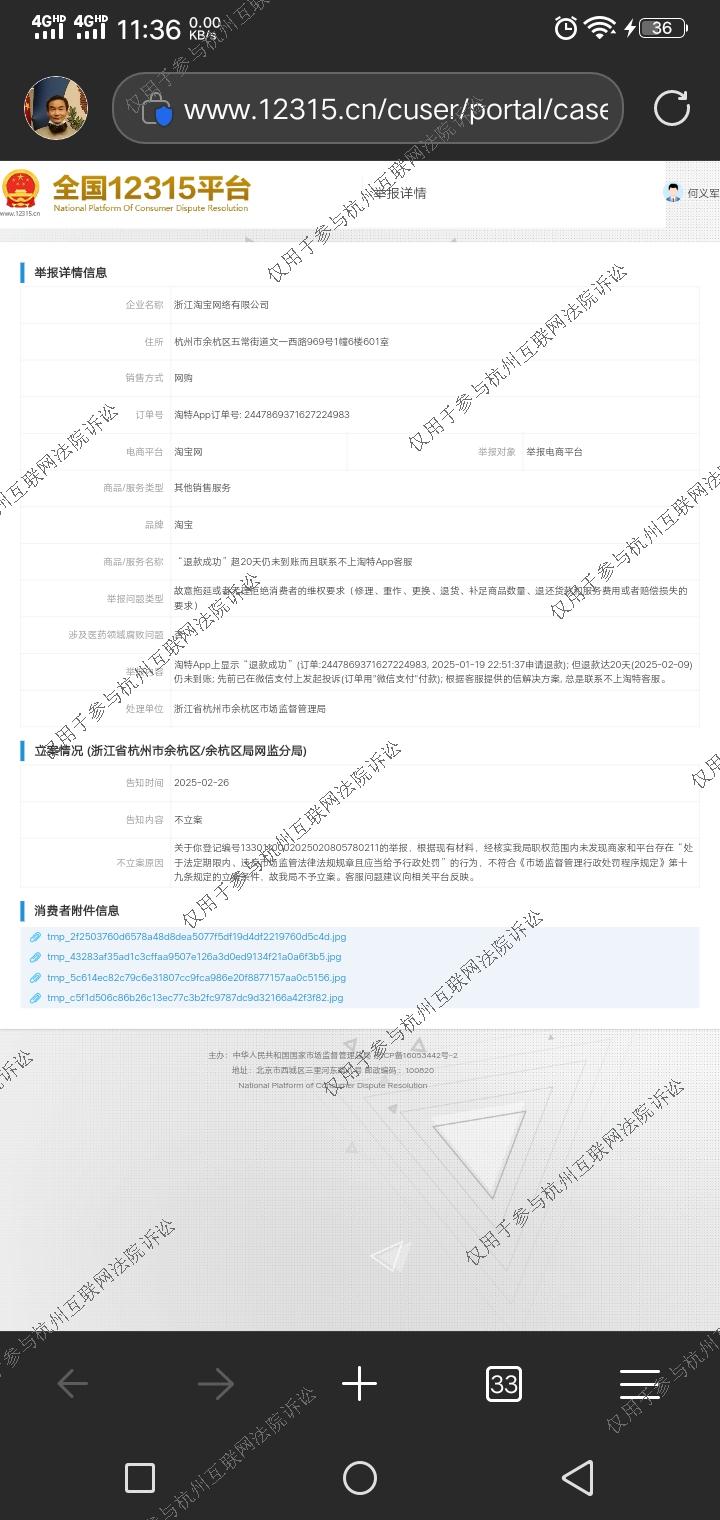 4GHD 4GHD 11:36 0.00 KB/s 36
www.12315.cn/cuser/portal/case
全国12315平台
National Platform Of Consumer Dispute Resolution
www.12315.cn
举报详情
何义军
举报详情信息
企业名称 浙江淘宝网络有限公司
住所 杭州市余杭区五常街道文一西路969号1幢6楼601室
销售方式 网购
订单号 淘特App订单号: 2447869371627224983
电商平台 淘宝网 举报对象 举报电商平台
商品/服务类型 其他销售服务
品牌 淘宝
商品/服务名称 “退款成功”超20天仍未到账而且联系不上淘特App客服
举报问题类型 故意拖延或者无理拒绝消费者的维权要求（修理、重作、更换、退货、补足商品数量、退还货款和服务费用或者赔偿损失的
要求）
涉及医药领域腐败问题
举报内容 淘特App上显示“退款成功”(订单:2447869371627224983, 2025-01-19 22:51:37申请退款); 但退款达20天(2025-02-09)
仍未到账; 先前已在微信支付上发起投诉(订单用“微信支付”付款); 根据客服提供的信解决方案, 总是联系不上淘特客服。
处理单位 浙江省杭州市余杭区市场监督管理局
立案情况 (浙江省杭州市余杭区/余杭区局网监分局)
告知时间 2025-02-26
告知内容 不立案
不立案原因 关于你登记编号1330110002025020805780211的举报，根据现有材料，经核实我局职权范围内未发现商家和平台存在“处
于法定期限内、违反市场监管法律法规规章且应当给予行政处罚”的行为，不符合《市场监督管理行政处罚程序规定》第十
九条规定的立案条件，故我局不予立案。客服问题建议向相关平台反映。
消费者附件信息
tmp_2f2503760d6578a48d8dea5077f5df19d4df2219760d5c4d.jpg
tmp_43283af35ad1c3cffaa9507e126a3d0ed9134f21a0a6f3b5.jpg
tmp_5c614ec82c79c6e31807cc9fca986e20f8877157aa0c5156.jpg
tmp_c5f1d506c86b26c13ec77c3b2fc9787dc9d32166a42f3f82.jpg
主办：中华人民共和国国家市场监督管理总局 京ICP备16053442号-2
地址：北京市西城区三里河东路八号 邮政编码：100820
National Platform of Consumer Dispute Resolution
33
仅用于参与杭州互联网法院诉讼